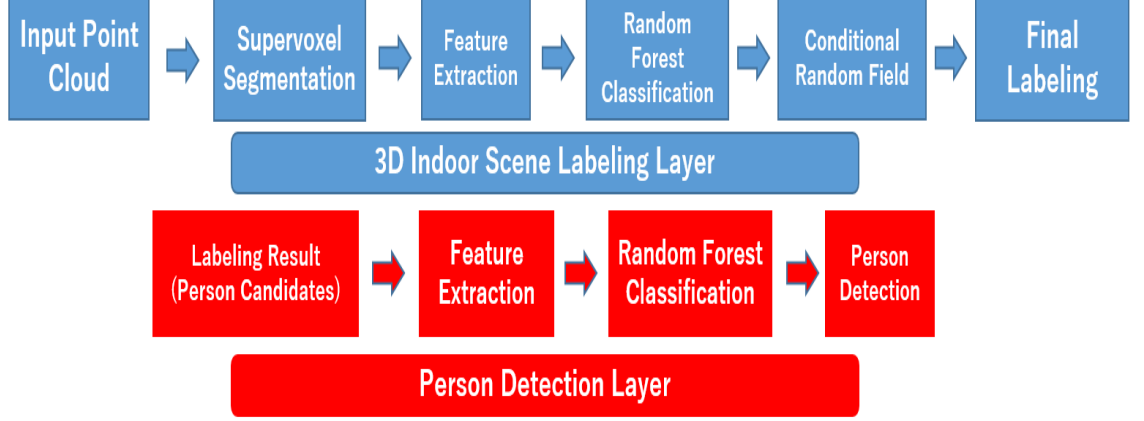 Input Point
Cloud
Supervoxel
Segmentation
Feature
Extraction
Random
Forest
Classification
Conditional
Random Field
Final
Labeling
3D Indoor Scene Labeling Layer
Labeling Result
(Person Candidates)
Feature
Extraction
Random Forest
Classification
Person
Detection
Person Detection Layer